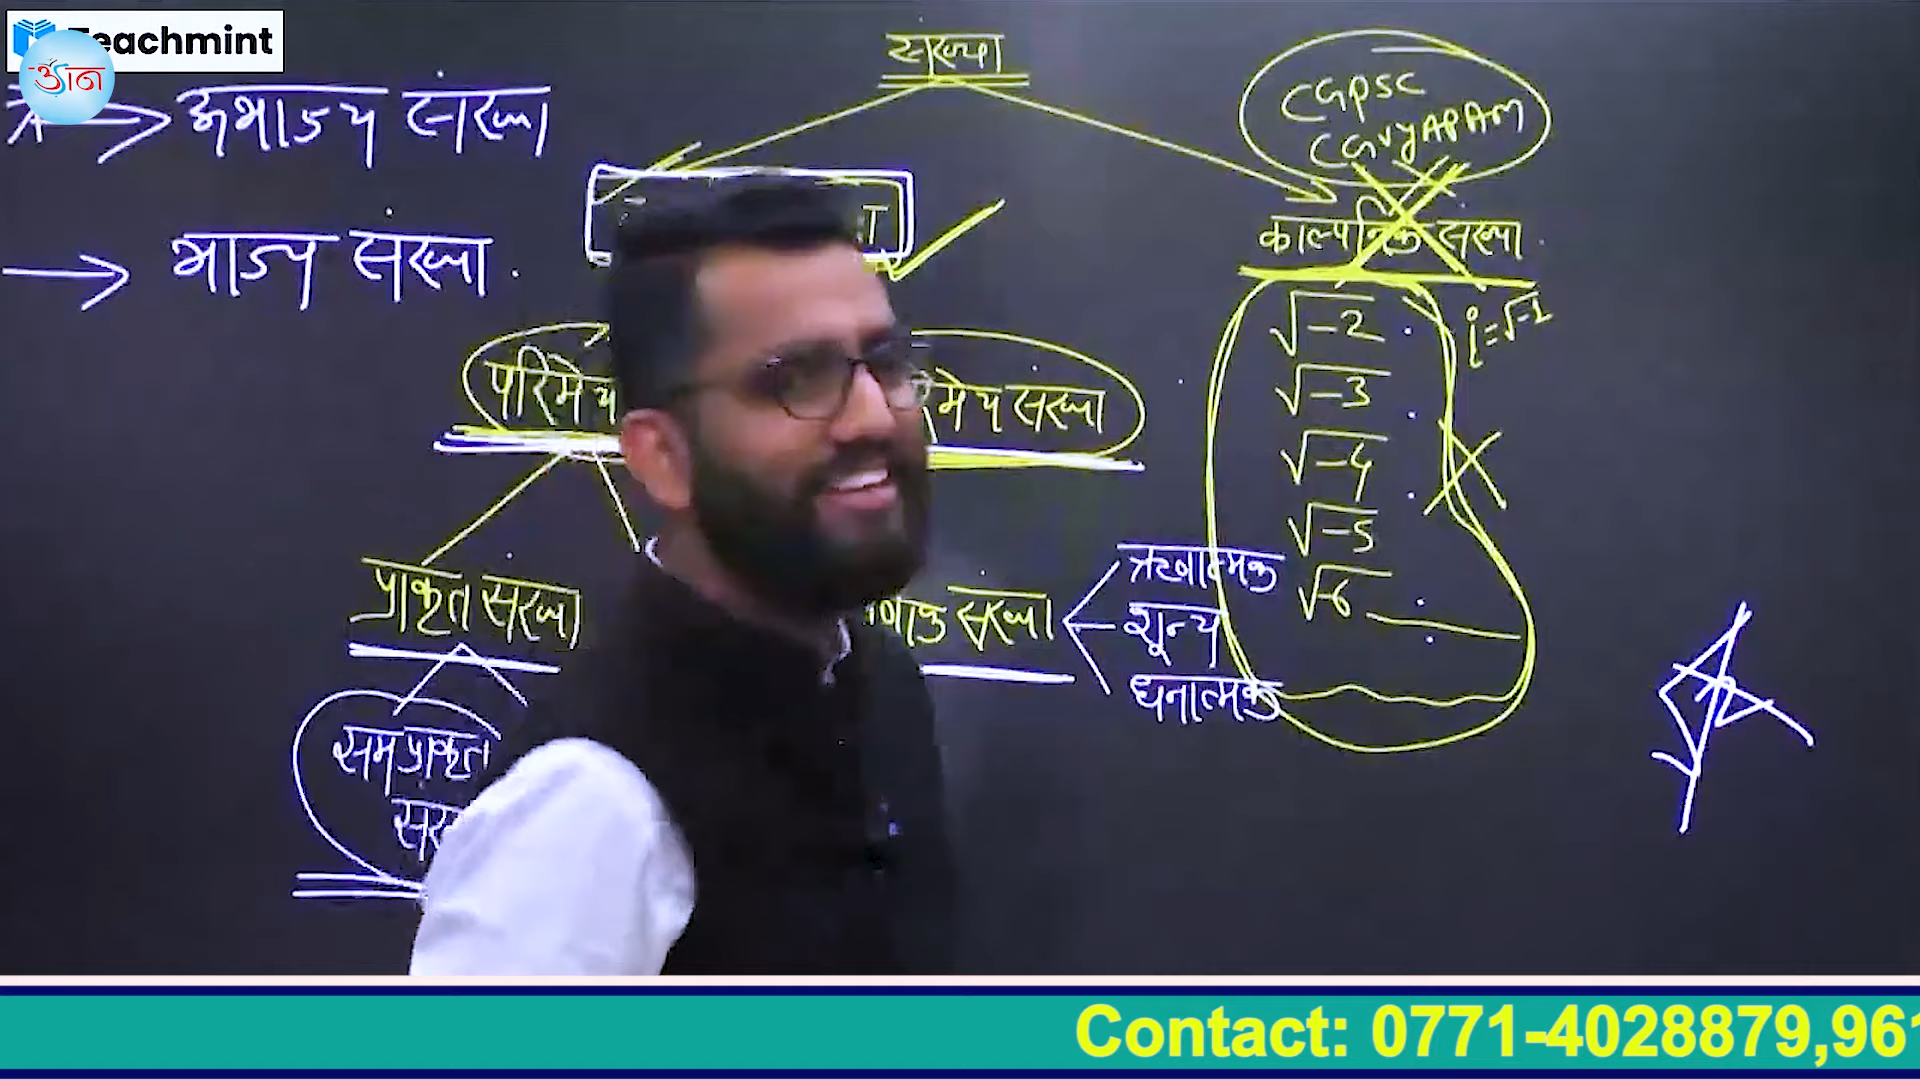 Teachmint
उड़ान
संख्या
CGPSC
CGVYAPAM
अभाज्य संख्या
भाज्य संख्या
काल्पनिक संख्या
√-2
i=√-1
√-3
परिमेय
मेय संख्या
√-4
√-5
ऋणात्मक
√-6
प्राकृत संख्या
णांक संख्या
शून्य
धनात्मक
सम प्राकृत
Contact: 0771-4028879,961